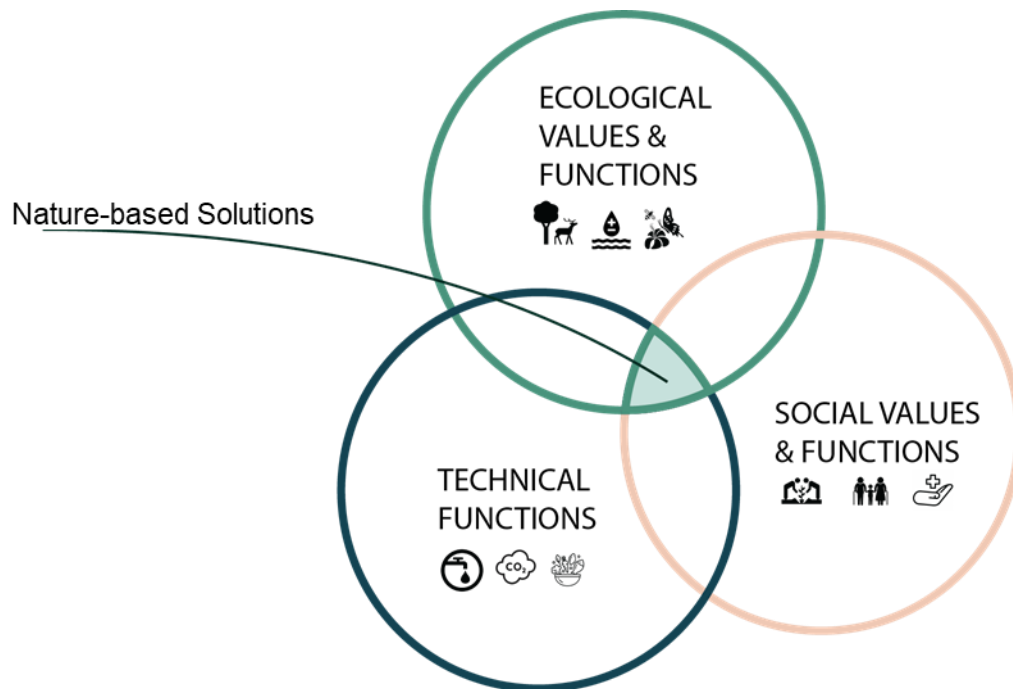 ECOLOGICAL
VALUES &
FUNCTIONS
Nature-based Solutions
SOCIAL VALUES
& FUNCTIONS
TECHNICAL
FUNCTIONS
CO₂